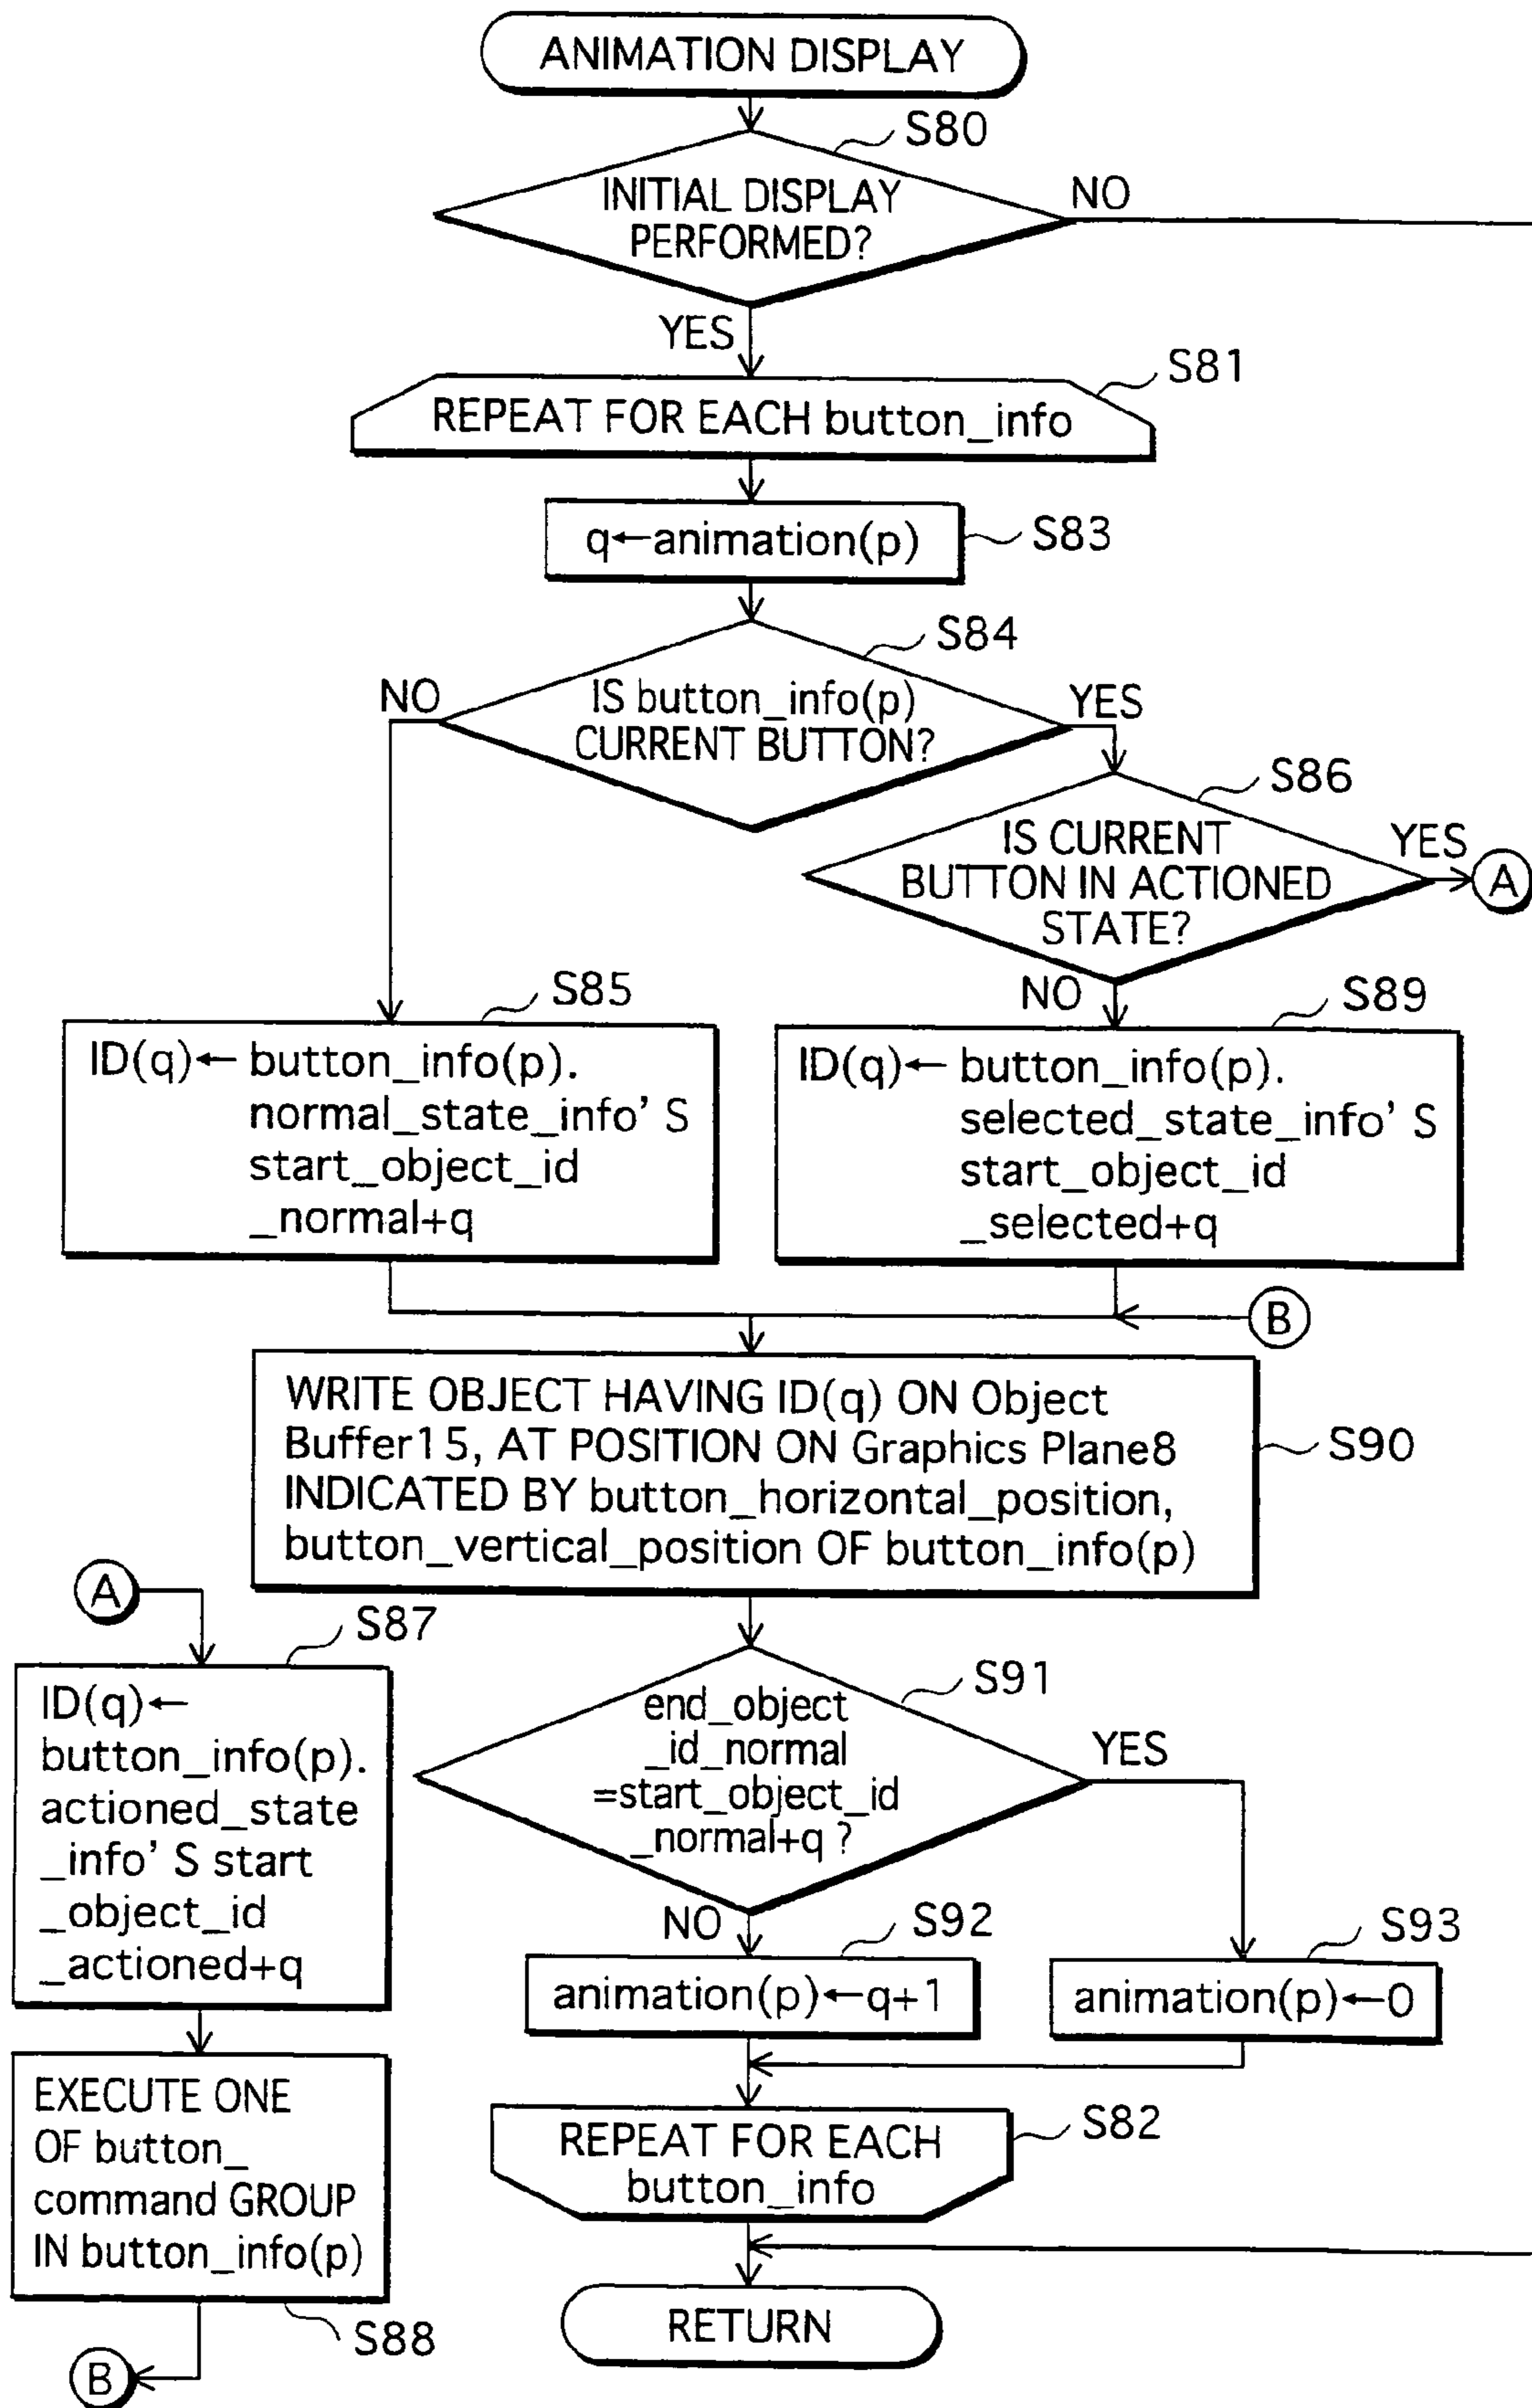 ANIMATION DISPLAY
S80
INITIAL DISPLAY
PERFORMED?
NO
YES
S81
REPEAT FOR EACH button_info
q←animation(p)
S83
S84
IS button_info(p)
CURRENT BUTTON?
NO
YES
S86
IS CURRENT
BUTTON IN ACTIONED
STATE?
YES
A
NO
S85
ID(q)← button_info(p).
normal_state_info' S
start_object_id
_normal+q
S89
ID(q)← button_info(p).
selected_state_info' S
start_object_id
_selected+q
B
WRITE OBJECT HAVING ID(q) ON Object
Buffer15, AT POSITION ON Graphics Plane8
INDICATED BY button_horizontal_position,
button_vertical_position OF button_info(p)
S90
A
S87
ID(q)←
button_info(p).
actioned_state
_info' S start
_object_id
_actioned+q
EXECUTE ONE
OF button_
command GROUP
IN button_info(p)
S88
B
S91
end_object
_id_normal
=start_object_id
_normal+q ?
YES
NO
S92
animation(p)←q+1
S93
animation(p)←0
REPEAT FOR EACH
button_info
S82
RETURN